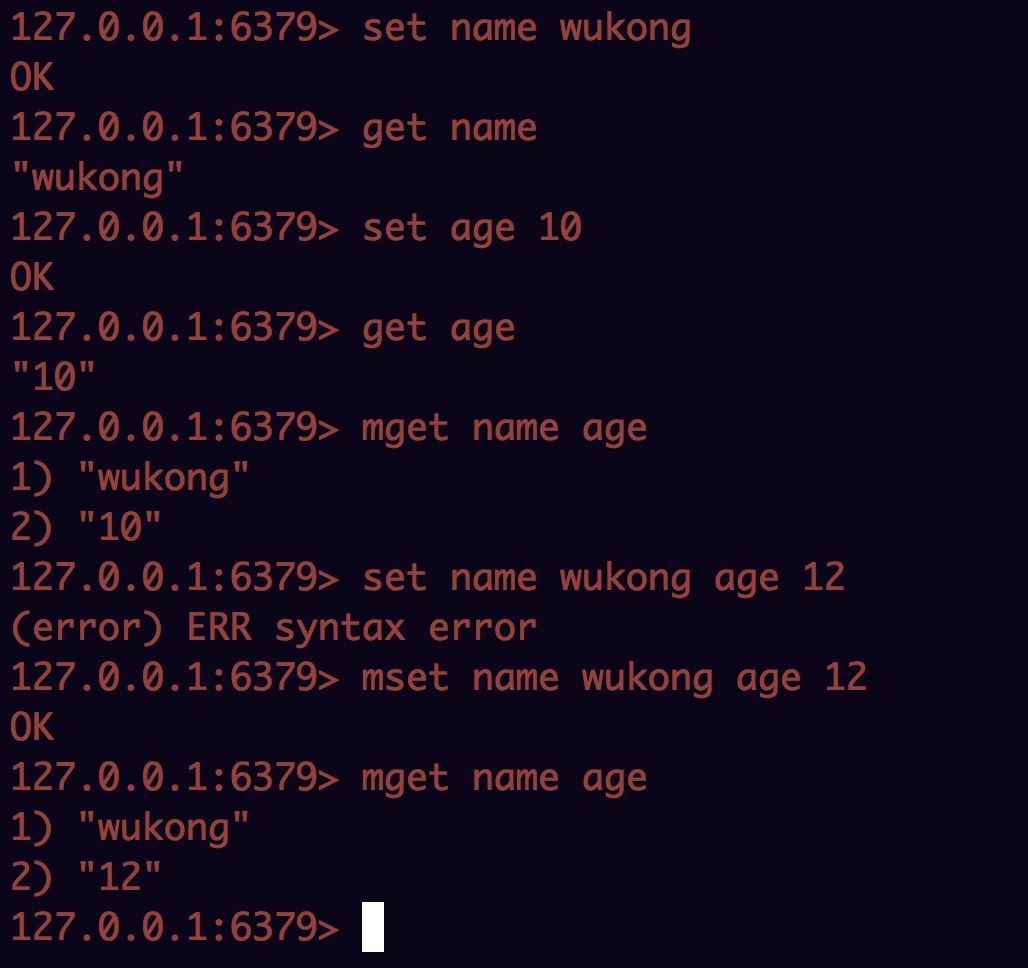 127.0.0.1:6379> set name wukong
OK
127.0.0.1:6379> get name
"wukong"
127.0.0.1:6379> set age 10
OK
127.0.0.1:6379> get age
"10"
127.0.0.1:6379> mget name age
1) "wukong"
2) "10"
127.0.0.1:6379> set name wukong age 12
(error) ERR syntax error
127.0.0.1:6379> mset name wukong age 12
OK
127.0.0.1:6379> mget name age
1) "wukong"
2) "12"
127.0.0.1:6379>